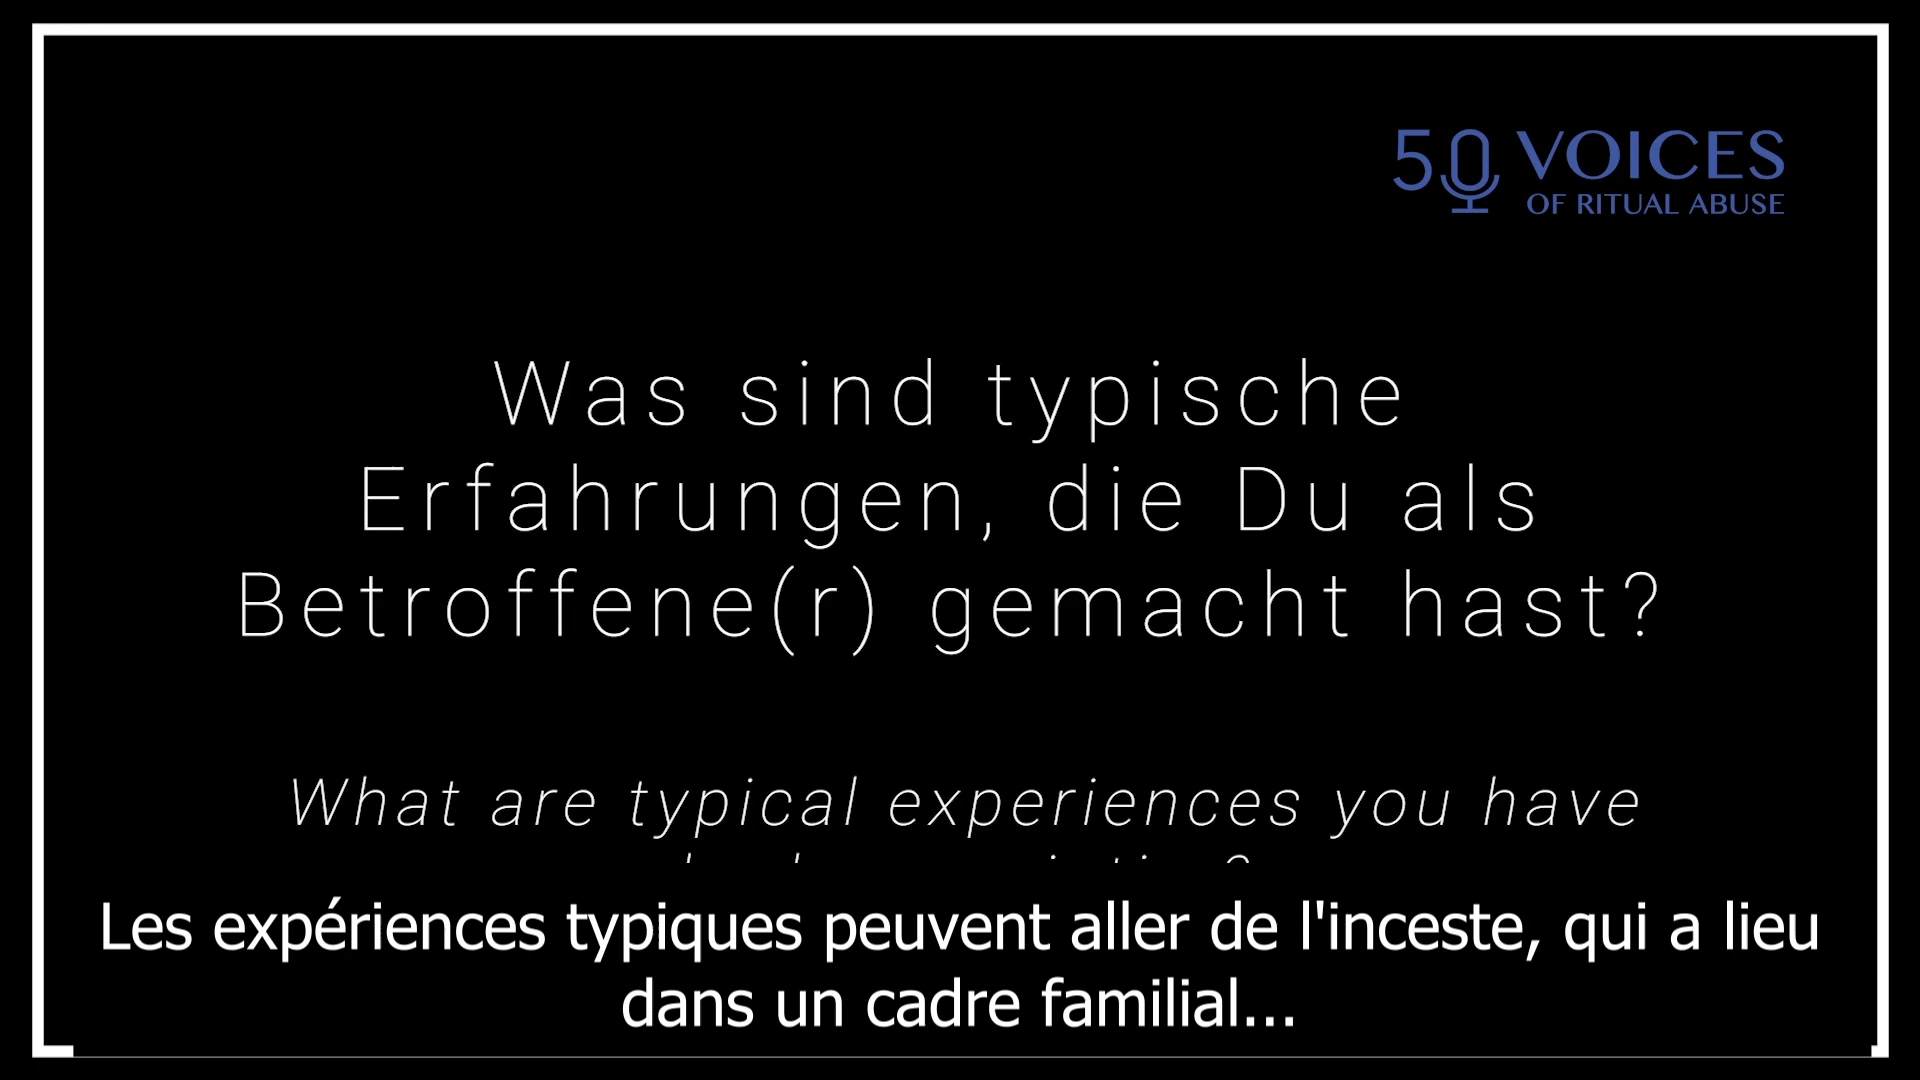 50 VOICES
OF RITUAL ABUSE
Was sind typische
Erfahrungen, die Du als
Betroffene(r) gemacht hast?
What are typical experiences you have
Les expériences typiques peuvent aller de l'inceste, qui a lieu
dans un cadre familial...